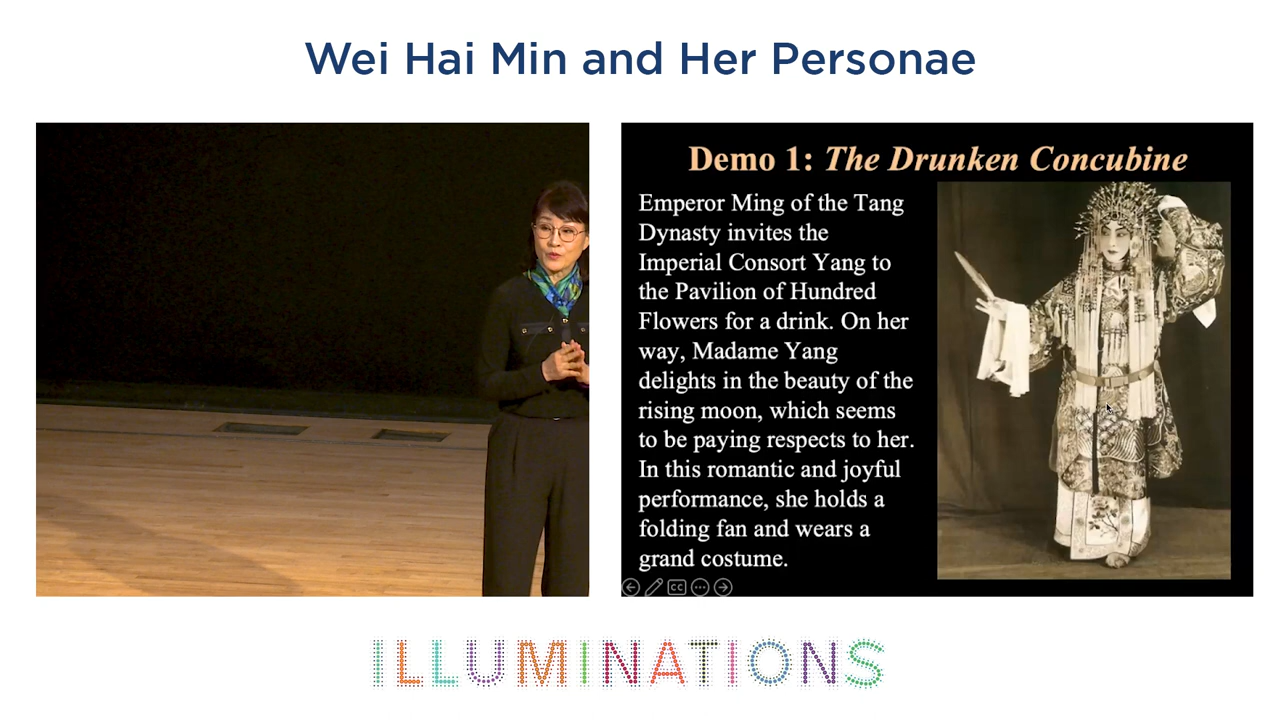 Wei Hai Min and Her Personae
Demo 1: The Drunken Concubine
Emperor Ming of the Tang
Dynasty invites the
Imperial Consort Yang to
the Pavilion of Hundred
Flowers for a drink. On her
way, Madame Yang
delights in the beauty of the
rising moon, which seems
to be paying respects to her.
In this romantic and joyful
performance, she holds a
folding fan and wears a
grand costume.
CC
ILLUMINATIONS